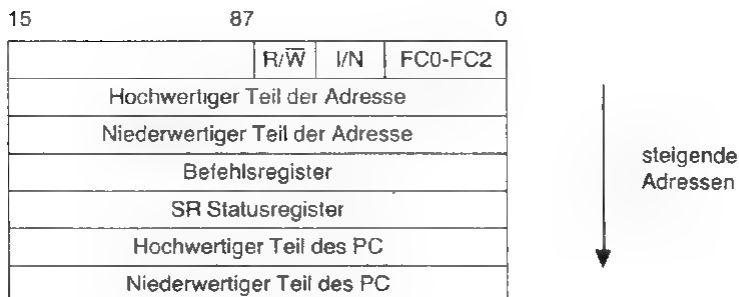 15 87 0
R/W̅ I/N FC0-FC2
Hochwertiger Teil der Adresse
Niederwertiger Teil der Adresse
Befehlsregister
SR Statusregister
Hochwertiger Teil des PC
Niederwertiger Teil des PC
steigende
Adressen